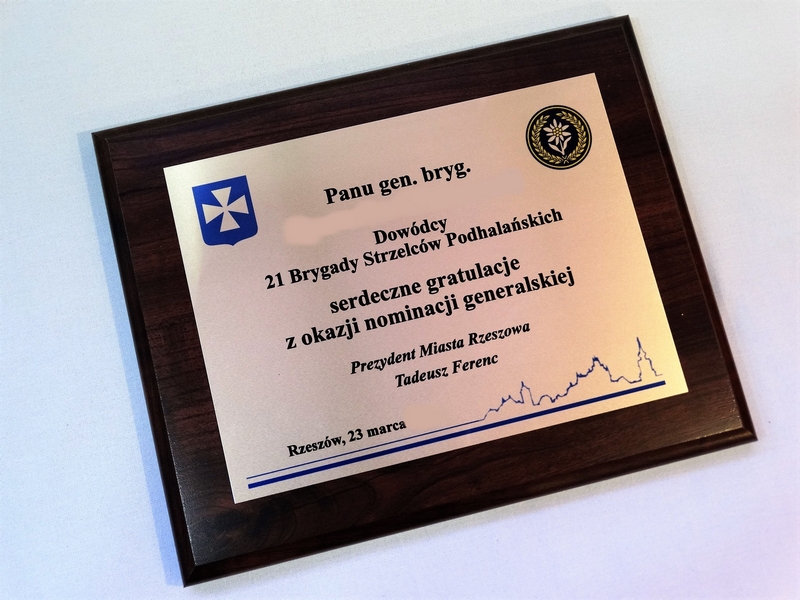 Panu gen. bryg.
Dowódcy
21 Brygady Strzelców Podhalańskich
serdeczne gratulacje
z okazji nominacji generalskiej
Prezydent Miasta Rzeszowa
Tadeusz Ferenc
Rzeszów, 23 marca